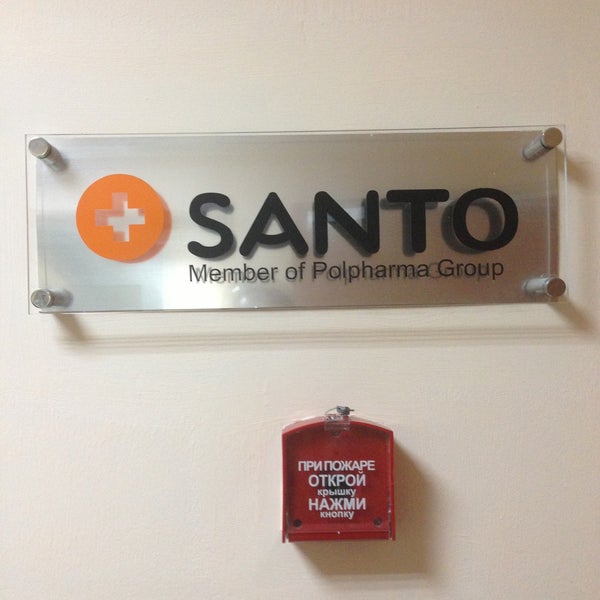 SANTO
Member of Polpharma Group
ПРИ ПОЖАРЕ
ОТКРОЙ
крышку
НАЖМИ
кнопку